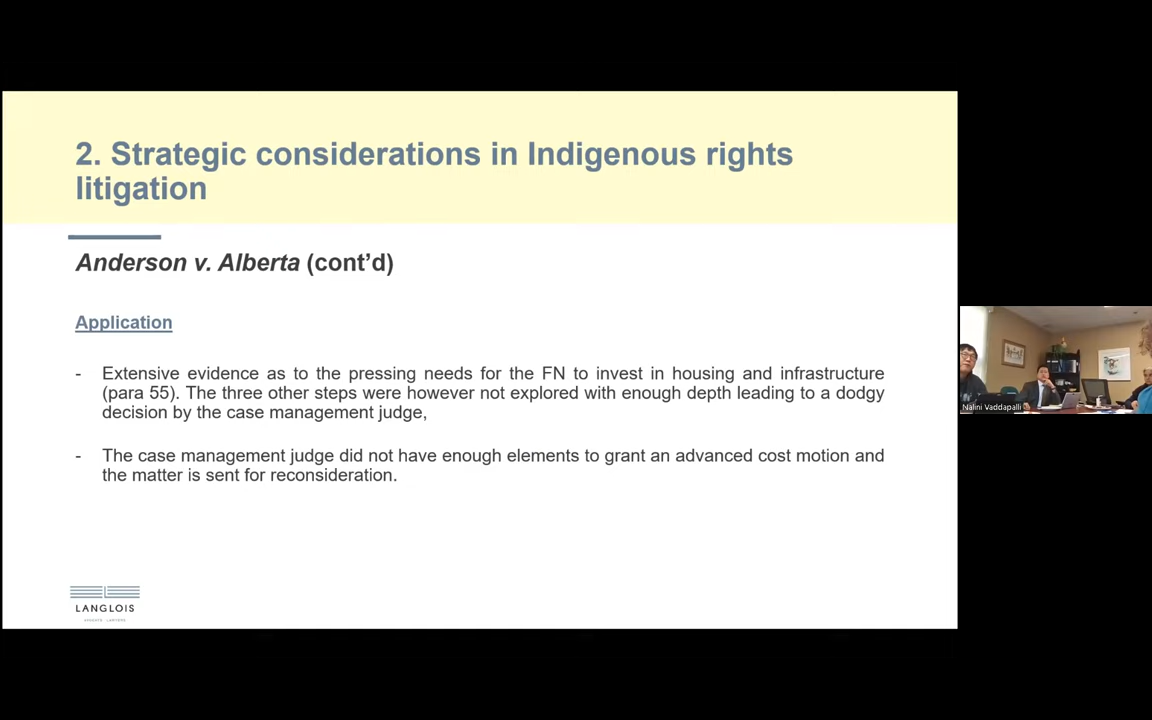 2. Strategic considerations in Indigenous rights
litigation
Anderson v. Alberta (cont’d)
Application
- Extensive evidence as to the pressing needs for the FN to invest in housing and infrastructure
(para 55). The three other steps were however not explored with enough depth leading to a dodgy
decision by the case management judge,
- The case management judge did not have enough elements to grant an advanced cost motion and
the matter is sent for reconsideration.
Nalini Vaddapalli
LANGLOIS